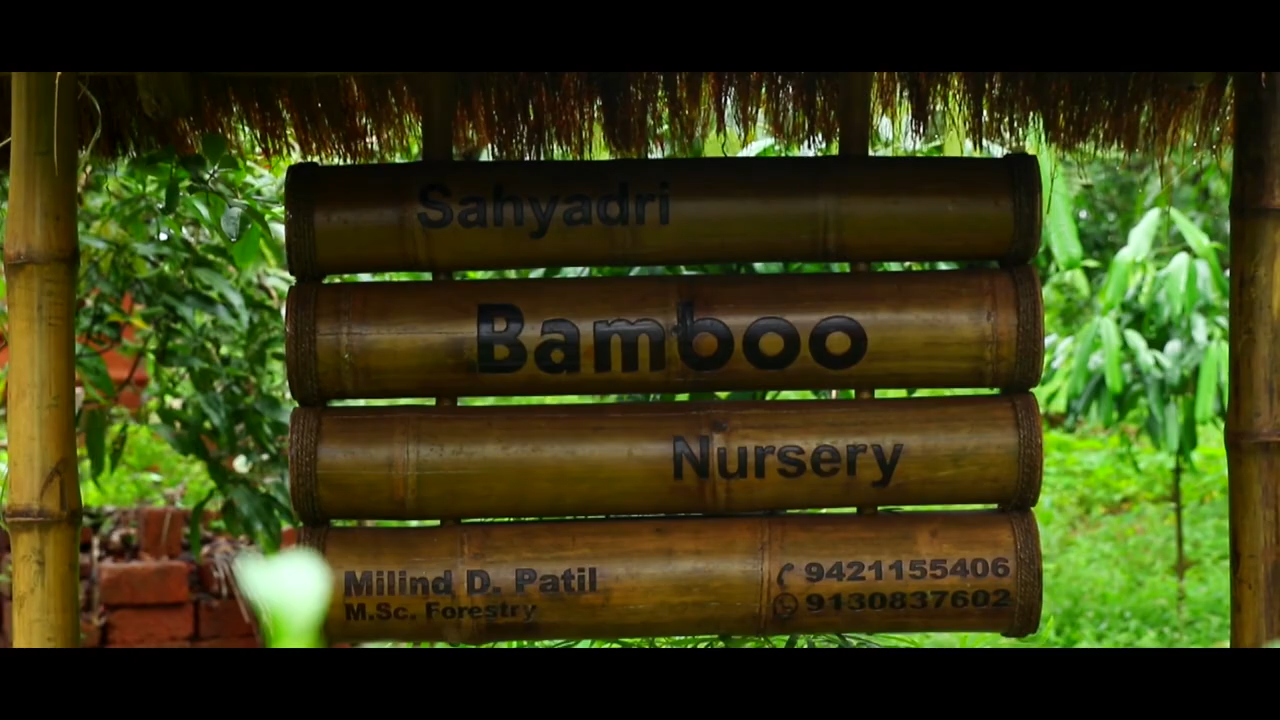 Sahyadri
Bamboo
Nursery
Milind D. Patil
M.Sc. Forestry
9421155406
9130837602